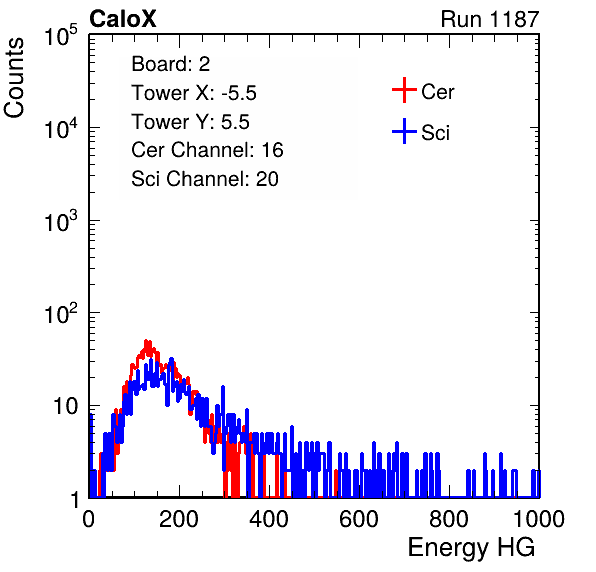 CaloX Run 1187
Counts
10^5
10^4
10^3
10^2
10
1
Board: 2
Tower X: -5.5
Tower Y: 5.5
Cer Channel: 16
Sci Channel: 20
Cer
Sci
0 200 400 600 800 1000
Energy HG